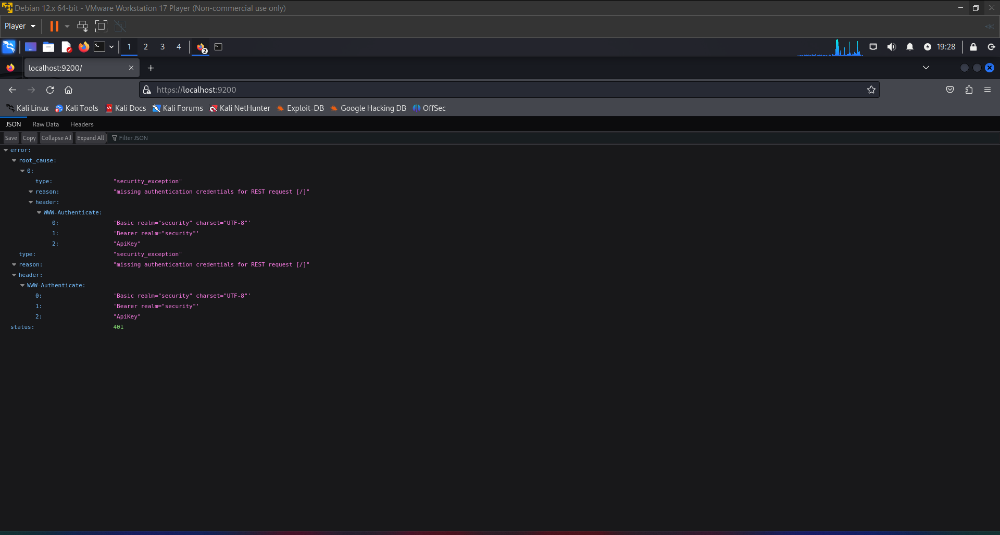 Debian 12.x 64-bit - VMware Workstation 17 Player (Non-commercial use only)
Player
1 2 3 4 2 19:28
localhost:9200/
https://localhost:9200
Kali Linux Kali Tools Kali Docs Kali Forums Kali NetHunter Exploit-DB Google Hacking DB OffSec
JSON Raw Data Headers
Save Copy Collapse All Expand All Filter JSON
error:
root_cause:
0:
type: "security_exception"
reason: "missing authentication credentials for REST request [/]"
header:
WWW-Authenticate:
0: 'Basic realm="security" charset="UTF-8"'
1: 'Bearer realm="security"'
2: "ApiKey"
type: "security_exception"
reason: "missing authentication credentials for REST request [/]"
header:
WWW-Authenticate:
0: 'Basic realm="security" charset="UTF-8"'
1: 'Bearer realm="security"'
2: "ApiKey"
status: 401